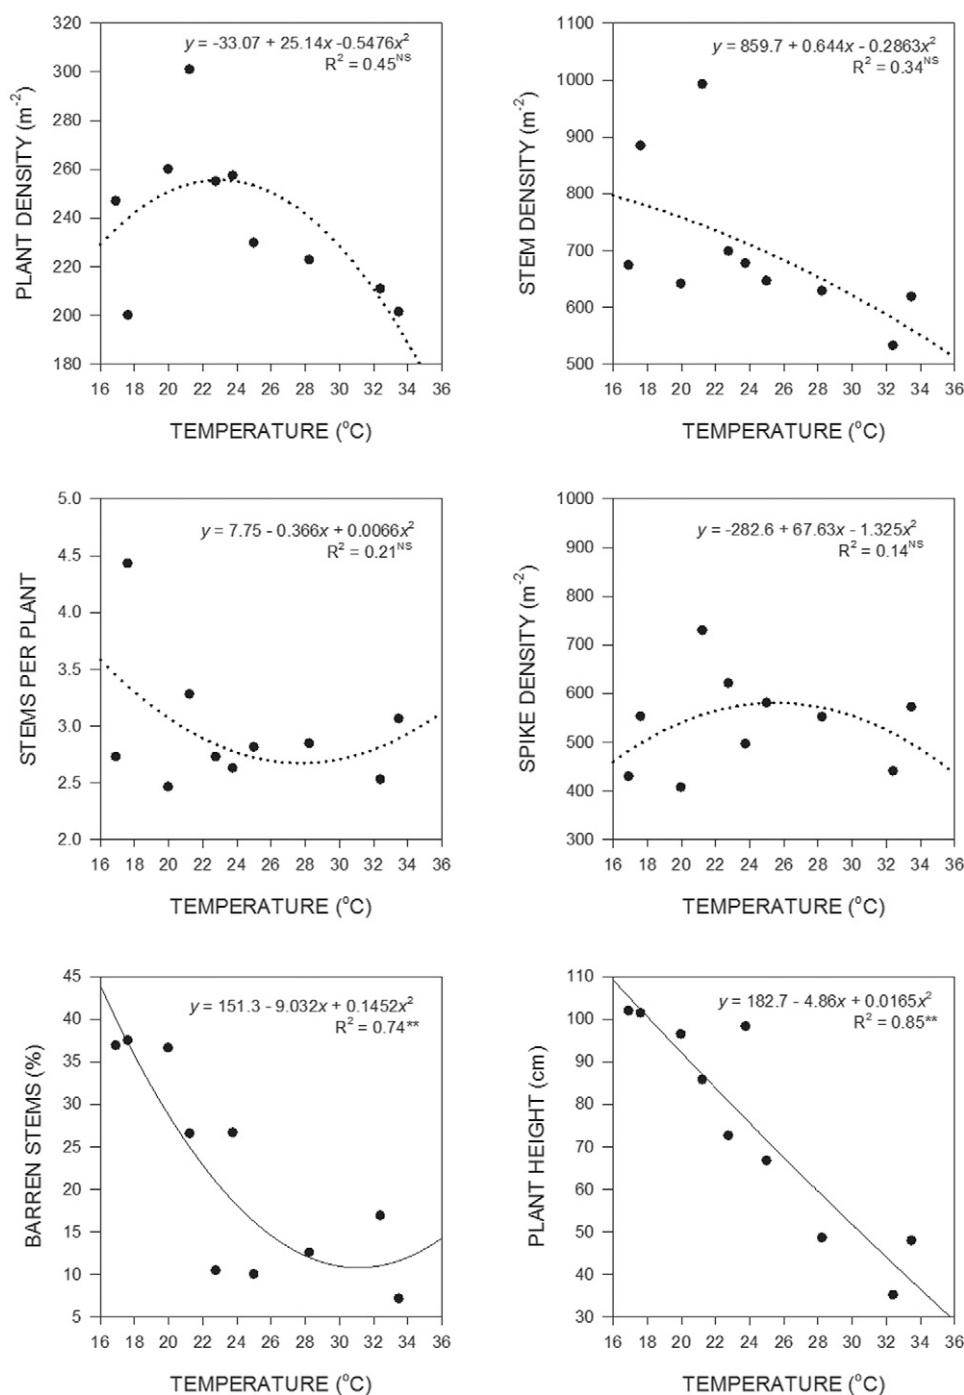 PLANT DENSITY (m⁻²)
320
300
280
260
240
220
200
180
y = -33.07 + 25.14x -0.5476x²
R² = 0.45ᴺˢ
16 18 20 22 24 26 28 30 32 34 36
TEMPERATURE (°C)
STEM DENSITY (m⁻²)
1100
1000
900
800
700
600
500
y = 859.7 + 0.644x - 0.2863x²
R² = 0.34ᴺˢ
16 18 20 22 24 26 28 30 32 34 36
TEMPERATURE (°C)
STEMS PER PLANT
5.0
4.5
4.0
3.5
3.0
2.5
2.0
y = 7.75 - 0.366x + 0.0066x²
R² = 0.21ᴺˢ
16 18 20 22 24 26 28 30 32 34 36
TEMPERATURE (°C)
SPIKE DENSITY (m⁻²)
1000
900
800
700
600
500
400
300
y = -282.6 + 67.63x - 1.325x²
R² = 0.14ᴺˢ
16 18 20 22 24 26 28 30 32 34 36
TEMPERATURE (°C)
BARREN STEMS (%)
45
40
35
30
25
20
15
10
5
y = 151.3 - 9.032x + 0.1452x²
R² = 0.74**
16 18 20 22 24 26 28 30 32 34 36
TEMPERATURE (°C)
PLANT HEIGHT (cm)
110
100
90
80
70
60
50
40
30
y = 182.7 - 4.86x + 0.0165x²
R² = 0.85**
16 18 20 22 24 26 28 30 32 34 36
TEMPERATURE (°C)